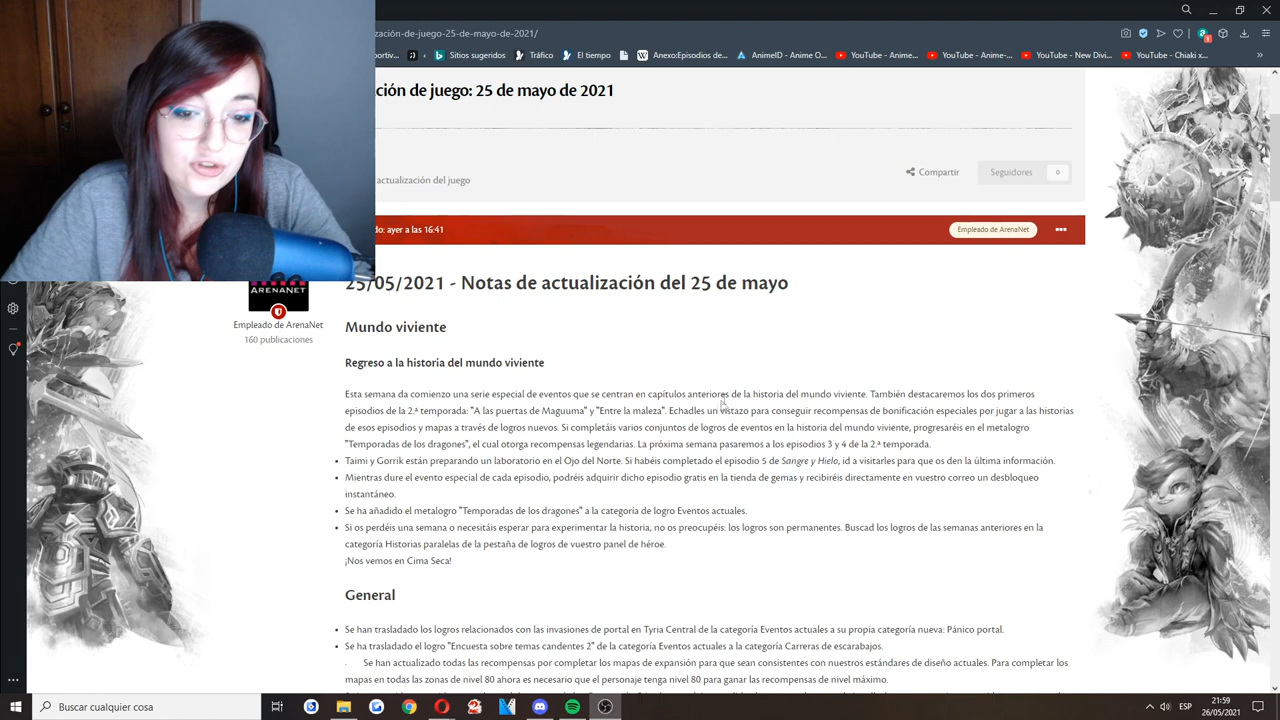 zación-de-juego-25-de-mayo-de-2021/
1
Sitios sugeridos
Tráfico
El tiempo
Anexo:Episodios de...
AnimeID - Anime O...
YouTube - Anime...
YouTube - Anime-...
YouTube - New Divi...
YouTube - Chiaki x...
ción de juego: 25 de mayo de 2021
actualización del juego
Compartir
Seguidores
0
do: ayer a las 16:41
Empleado de ArenaNet
ARENANET
Empleado de ArenaNet
160 publicaciones
25/05/2021 - Notas de actualización del 25 de mayo
Mundo viviente
Regreso a la historia del mundo viviente
Esta semana da comienzo una serie especial de eventos que se centran en capítulos anteriores de la historia del mundo viviente. También destacaremos los dos primeros
episodios de la 2.ª temporada: "A las puertas de Maguuma" y "Entre la maleza". Echadles un vistazo para conseguir recompensas de bonificación especiales por jugar a las historias
de esos episodios y mapas a través de logros nuevos. Si completáis varios conjuntos de logros de eventos en la historia del mundo viviente, progresaréis en el metalogro
"Temporadas de los dragones", el cual otorga recompensas legendarias. La próxima semana pasaremos a los episodios 3 y 4 de la 2.ª temporada.
Taimi y Gorrik están preparando un laboratorio en el Ojo del Norte. Si habéis completado el episodio 5 de Sangre y Hielo, id a visitarles para que os den la última información.
Mientras dure el evento especial de cada episodio, podréis adquirir dicho episodio gratis en la tienda de gemas y recibiréis directamente en vuestro correo un desbloqueo
instantáneo.
Se ha añadido el metalogro "Temporadas de los dragones" a la categoría de logro Eventos actuales.
Si os perdéis una semana o necesitáis esperar para experimentar la historia, no os preocupéis: los logros son permanentes. Buscad los logros de las semanas anteriores en la
categoría Historias paralelas de la pestaña de logros de vuestro panel de héroe.
¡Nos vemos en Cima Seca!
General
Se han trasladado los logros relacionados con las invasiones de portal en Tyria Central de la categoría Eventos actuales a su propia categoría nueva: Pánico portal.
Se ha trasladado el logro "Encuesta sobre temas candentes 2" de la categoría Eventos actuales a la categoría Carreras de escarabajos.
· Se han actualizado todas las recompensas por completar los mapas de expansión para que sean consistentes con nuestros estándares de diseño actuales. Para completar los
mapas en todas las zonas de nivel 80 ahora es necesario que el personaje tenga nivel 80 para ganar las recompensas de nivel máximo.
Buscar cualquier cosa
ESP
21:59
26/05/2021